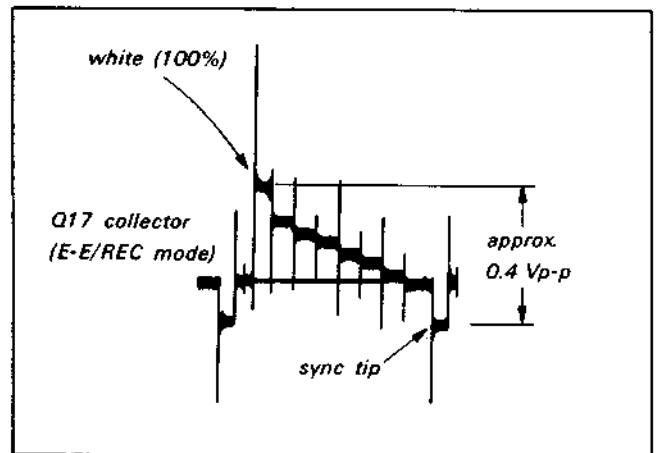 white (100%)
Q17 collector
(E-E/REC mode)
approx.
0.4 Vp-p
sync tip